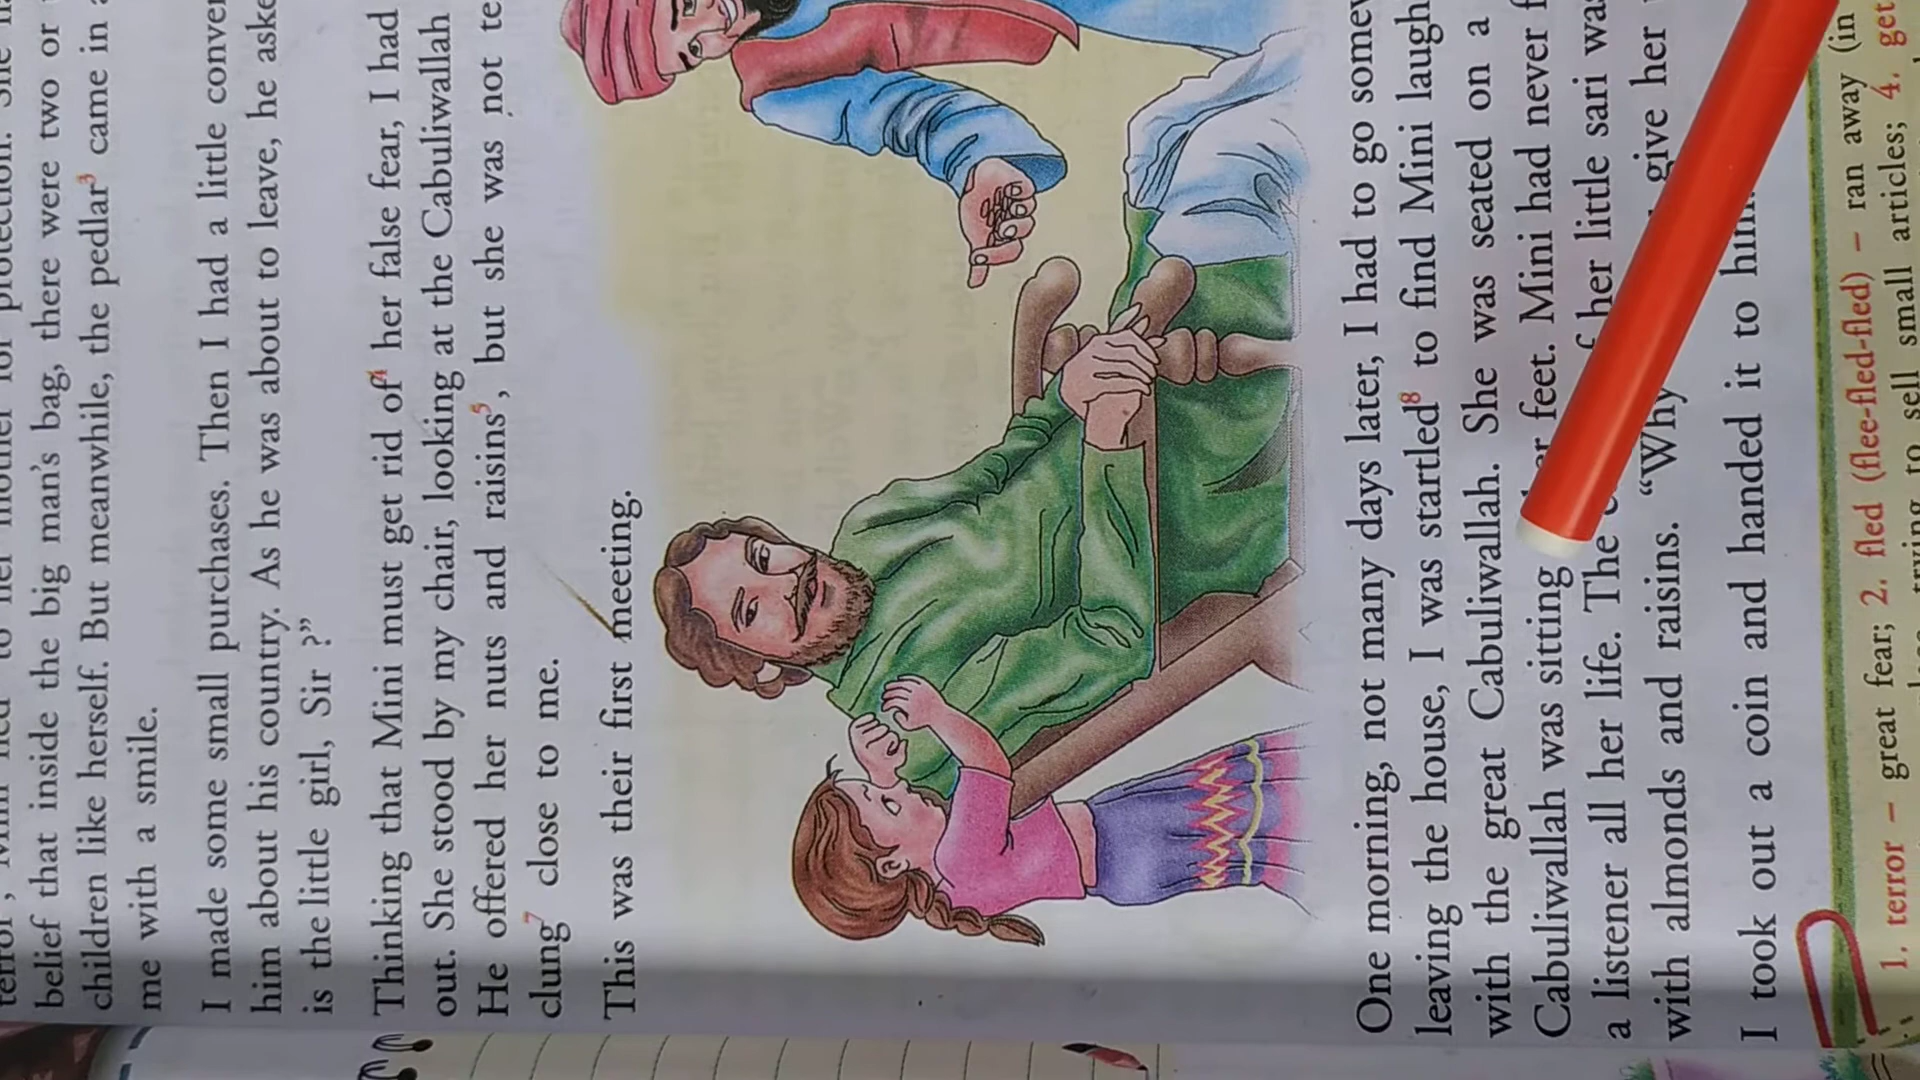 belief that inside the big man's bag, there were two or
children like herself. But meanwhile, the pedlar³ came in
me with a smile.
I made some small purchases. Then I had a little
him about his country. As he was about to leave, he
is the little girl, Sir ?”
Thinking that Mini must get rid of⁴ her false fear, I had
out. She stood by my chair, looking at the Cabuliwallah
He offered her nuts and raisins⁵, but she was not
clung⁷ close to me.
This was their first meeting.
One morning, not many days later, I had to go
leaving the house, I was startled⁸ to find Mini
with the great Cabuliwallah. She was seated on a
Cabuliwallah was sitting feet. Mini had never
a listener all her life. The her little sari
with almonds and raisins. “Why give her
I took out a coin and handed it to
1. terror – great fear; 2. fled (flee-fled-fled) – ran away (in
trying to sell small articles; 4. get